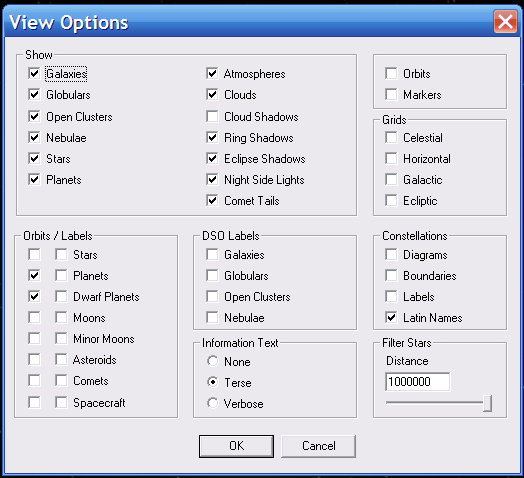 View Options
Show
Galaxies
Globulars
Open Clusters
Nebulae
Stars
Planets
Atmospheres
Clouds
Cloud Shadows
Ring Shadows
Eclipse Shadows
Night Side Lights
Comet Tails
Orbits
Markers
Grids
Celestial
Horizontal
Galactic
Ecliptic
Orbits / Labels
Stars
Planets
Dwarf Planets
Moons
Minor Moons
Asteroids
Comets
Spacecraft
DSO Labels
Galaxies
Globulars
Open Clusters
Nebulae
Constellations
Diagrams
Boundaries
Labels
Latin Names
Information Text
None
Terse
Verbose
Filter Stars
Distance
1000000
OK
Cancel